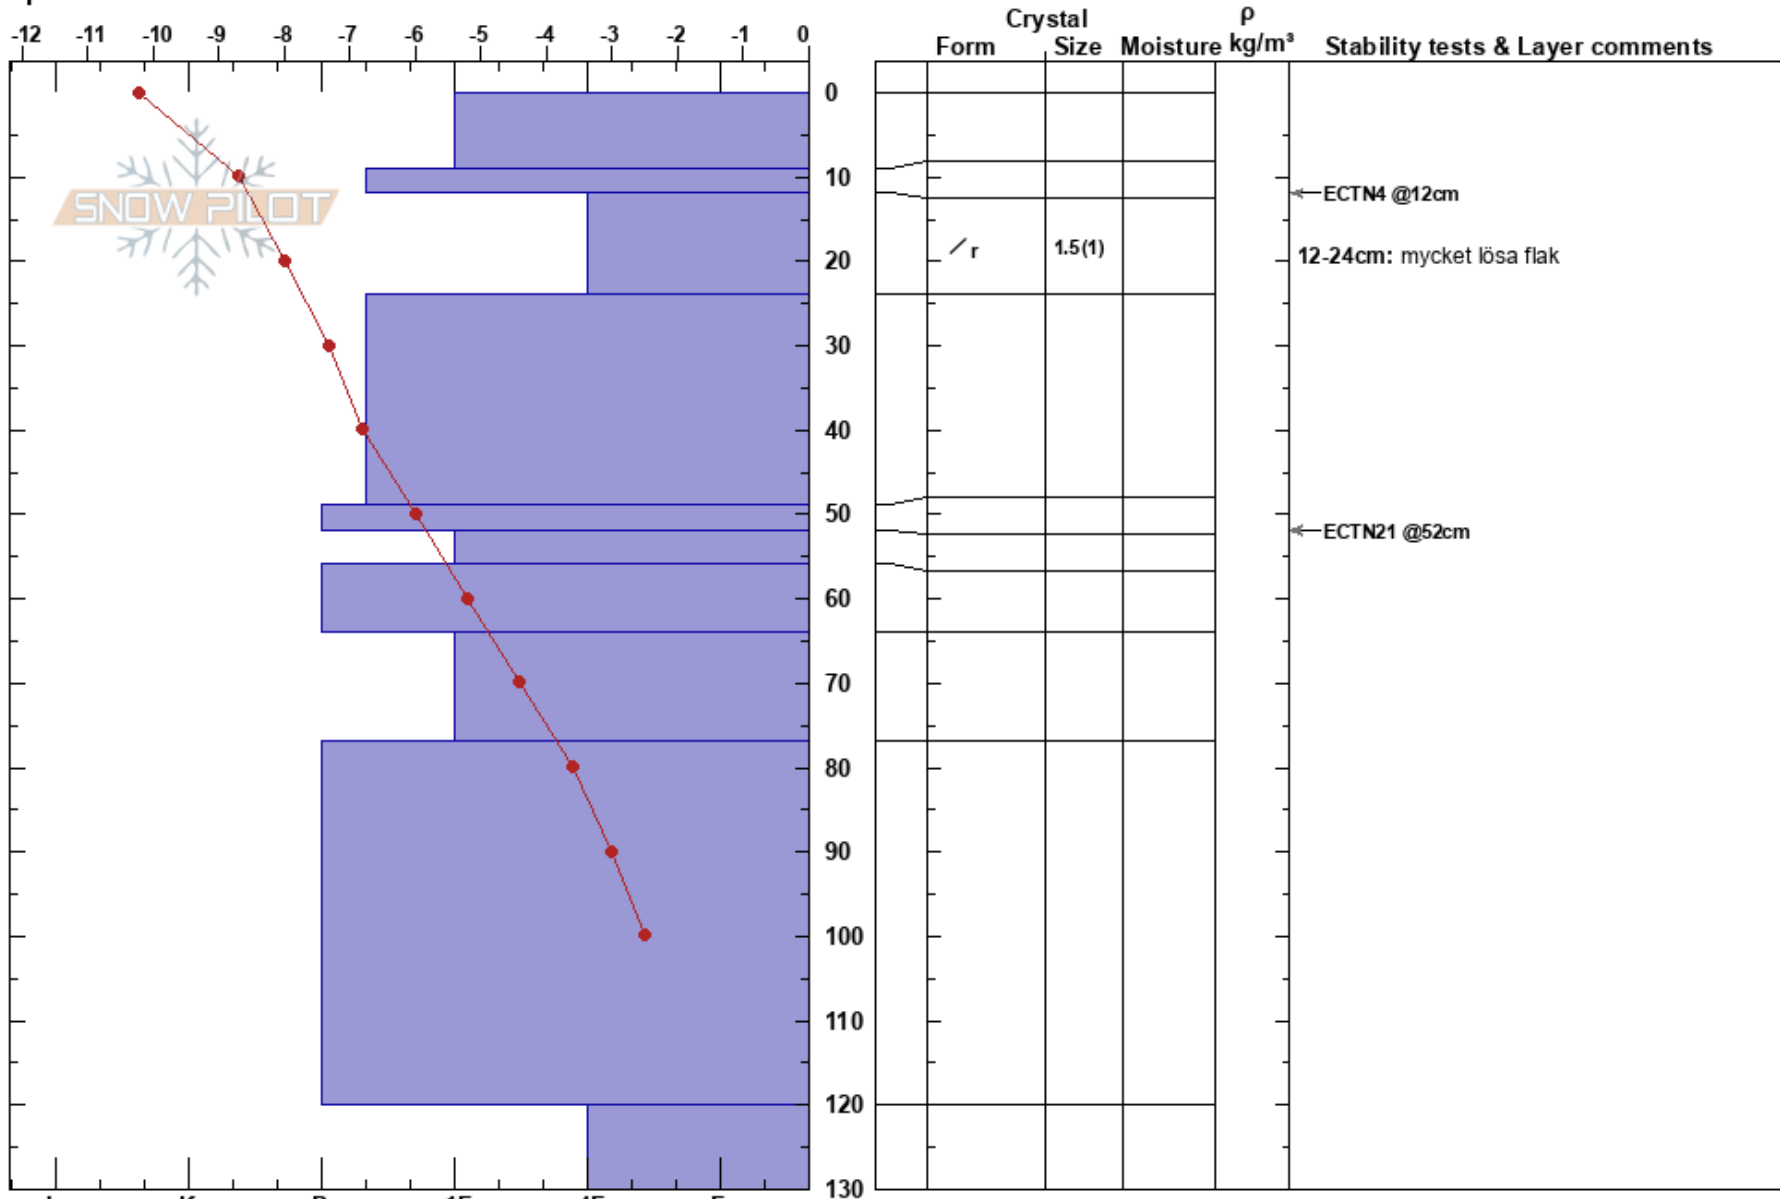 -12 -11 -10 -9 -8 -7 -6 -5 -4 -3 -2 -1 0
Crystal ρ
Form Size Moisture kg/m³ Stability tests & Layer comments
0
10
ECTN4 @12cm
SNOW PILOT
r 1.5(1)
12-24cm: mycket lösa flak
20
30
40
50
ECTN21 @52cm
60
70
80
90
100
110
120
130